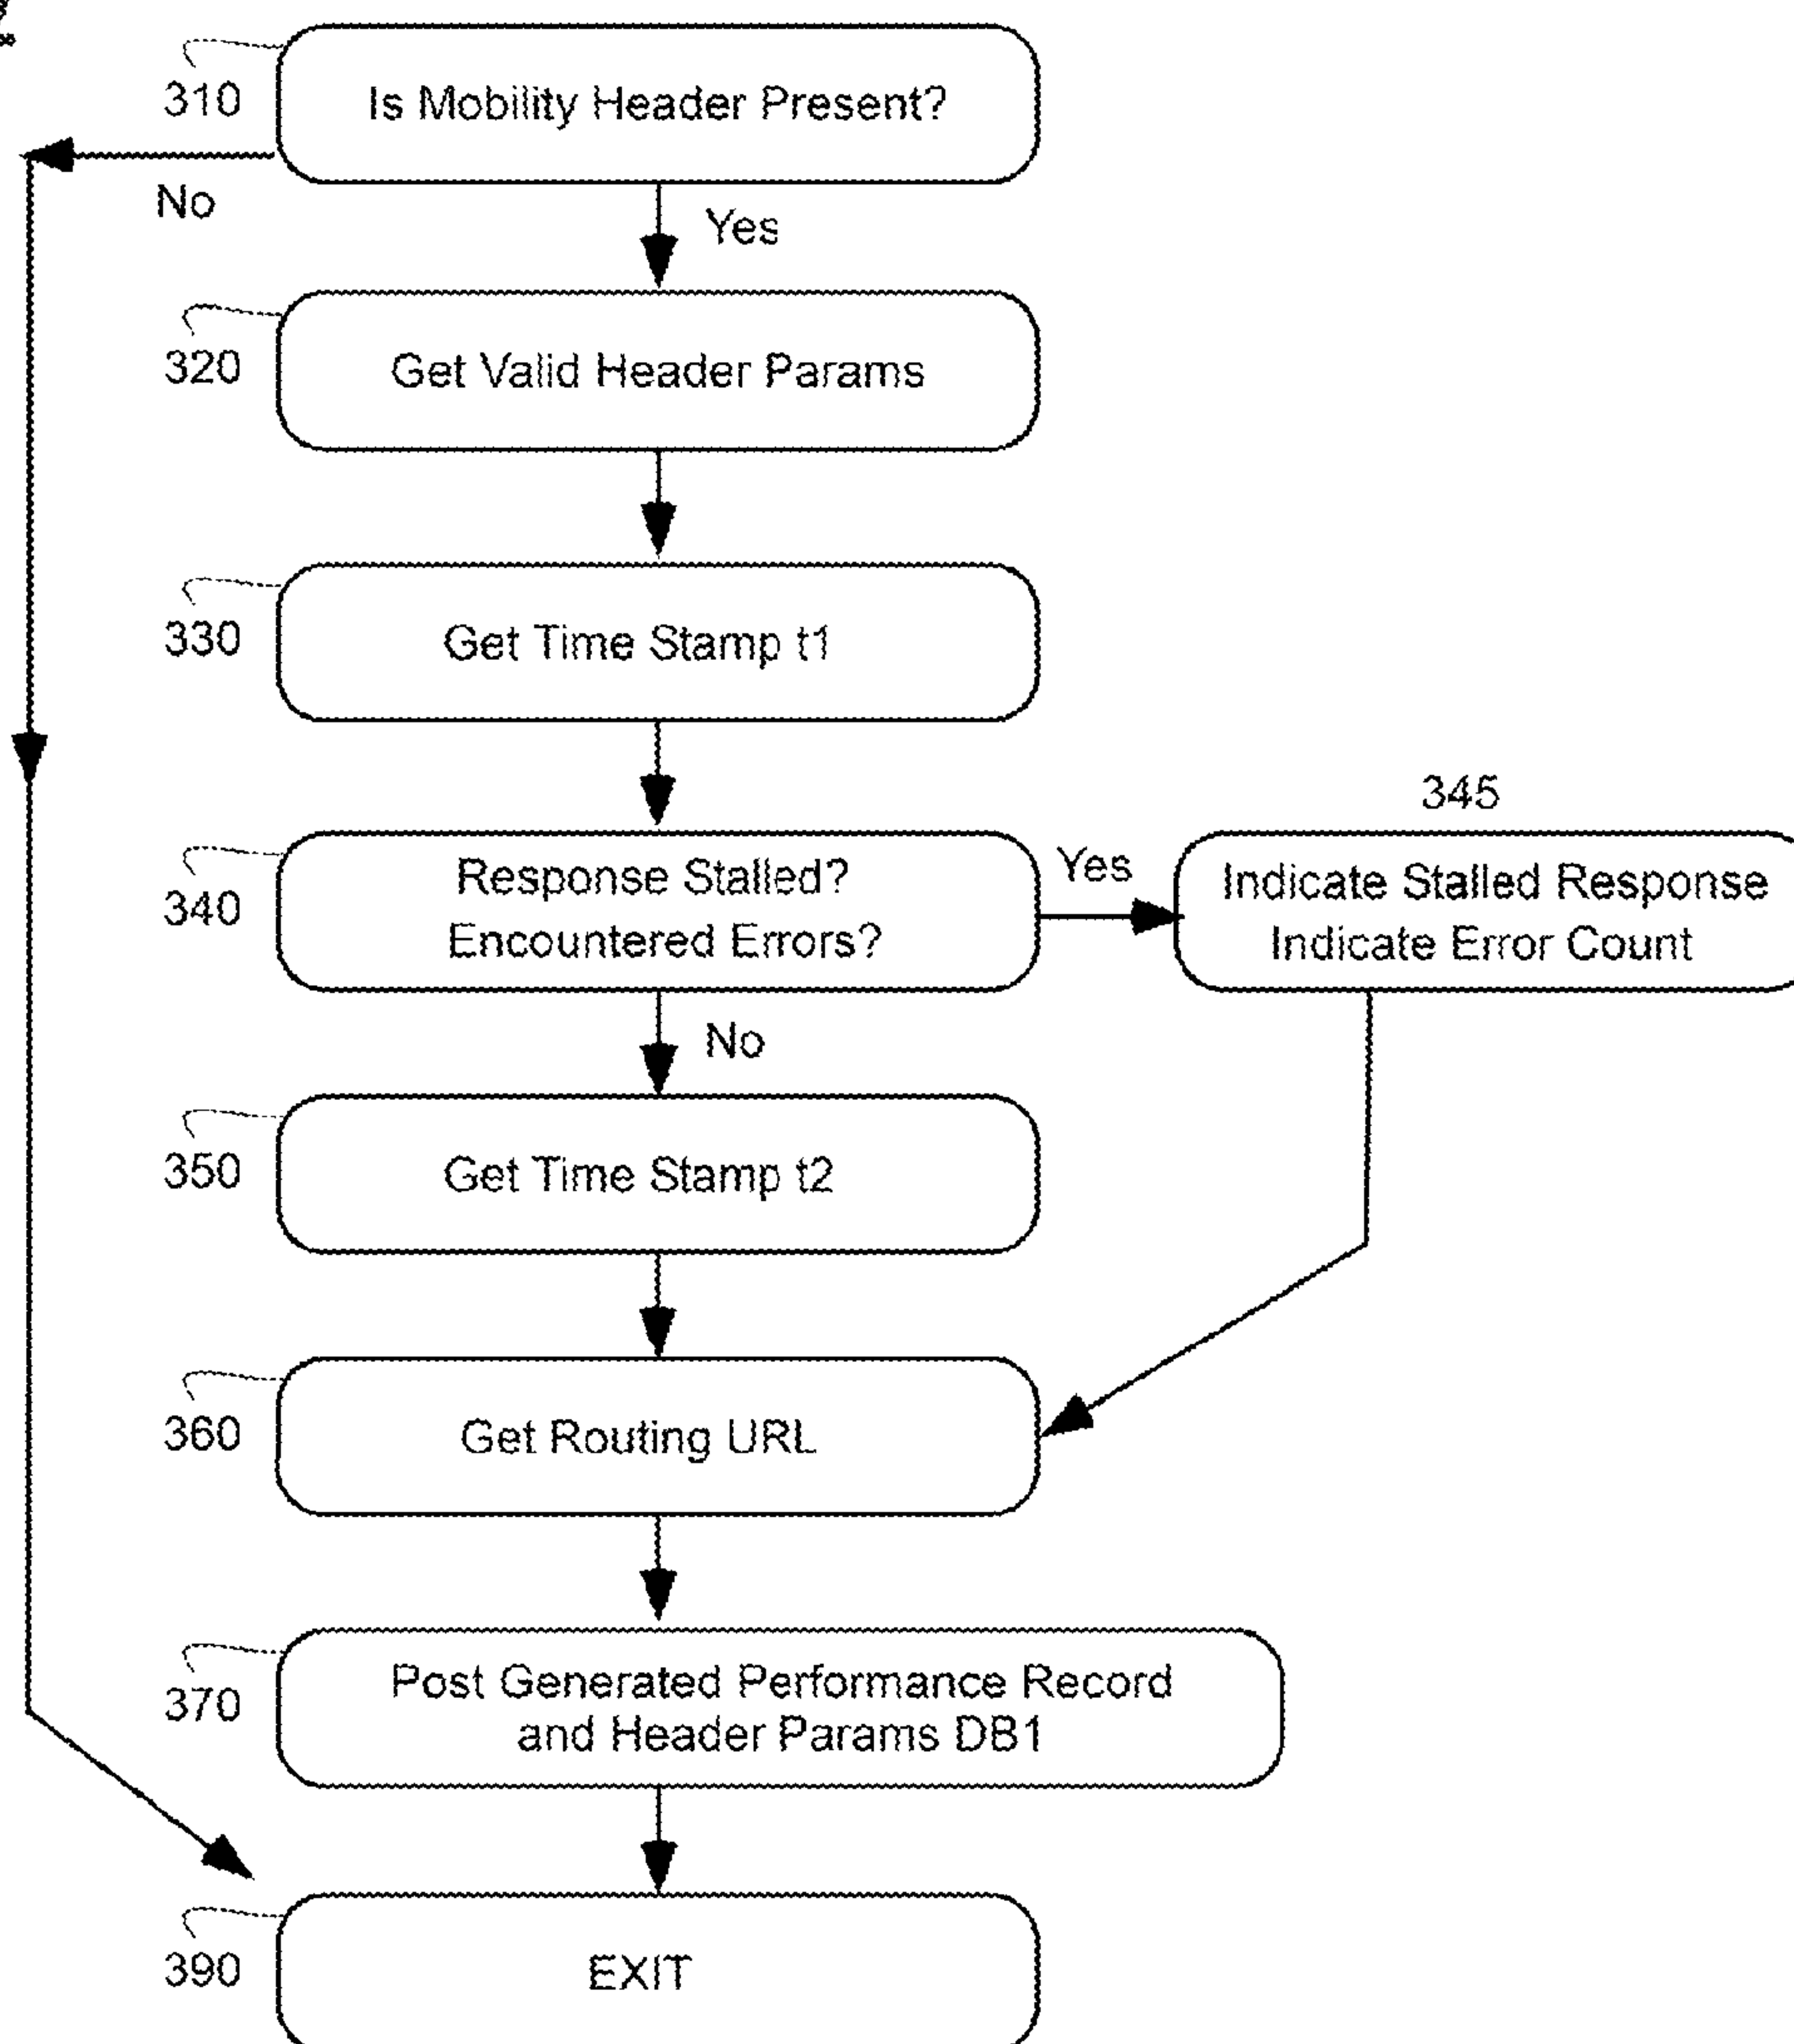 310
Is Mobility Header Present?
No
Yes
320
Get Valid Header Params
330
Get Time Stamp t1
340
Response Stalled?
Encountered Errors?
Yes
345
Indicate Stalled Response
Indicate Error Count
No
350
Get Time Stamp t2
360
Get Routing URL
370
Post Generated Performance Record
and Header Params DB1
390
EXIT